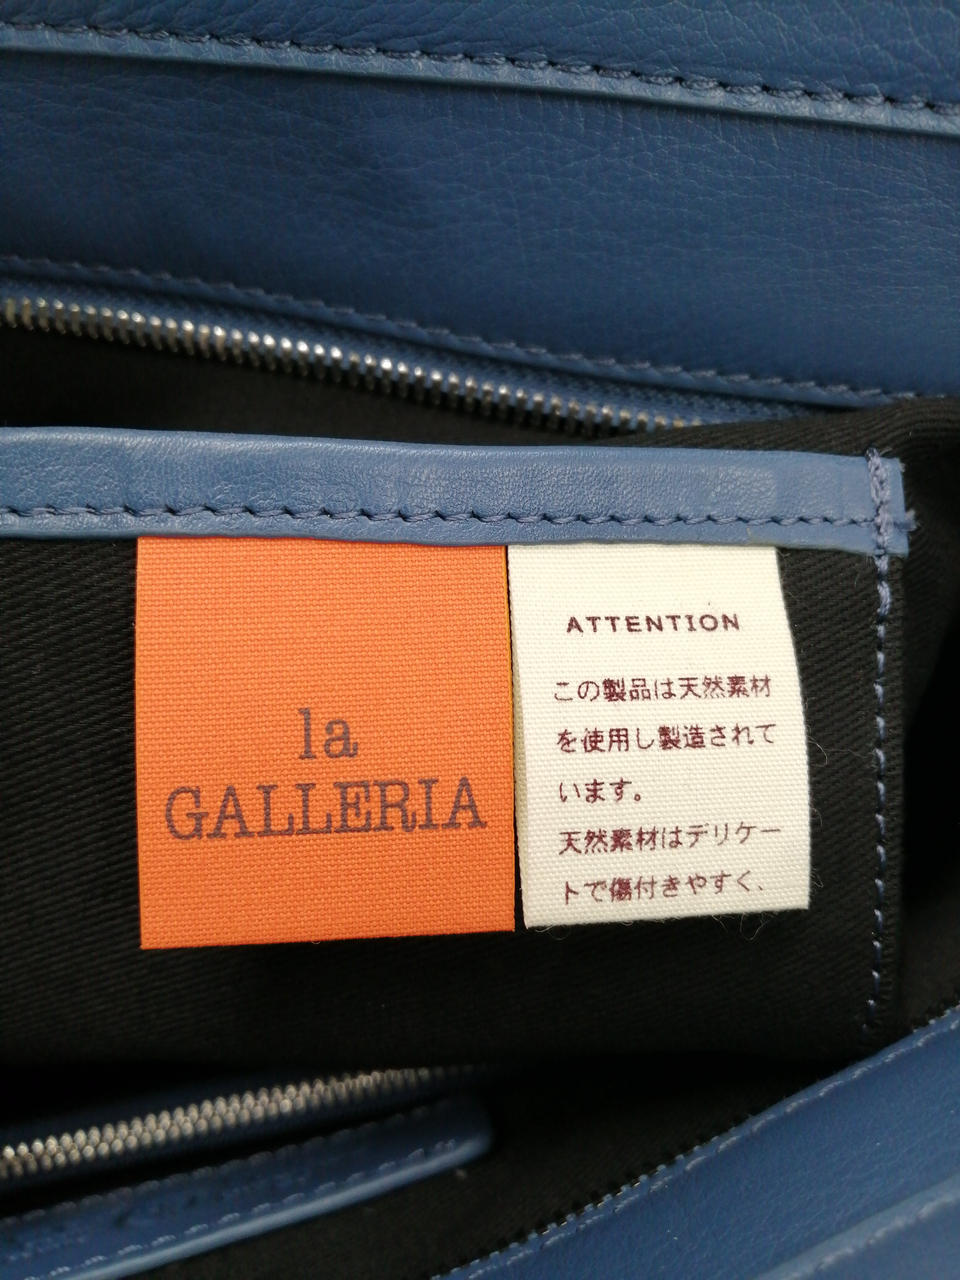 la
GALLERIA
ATTENTION
この製品は天然素材
を使用し製造されて
います。
天然素材はデリケー
トで傷付きやすく、